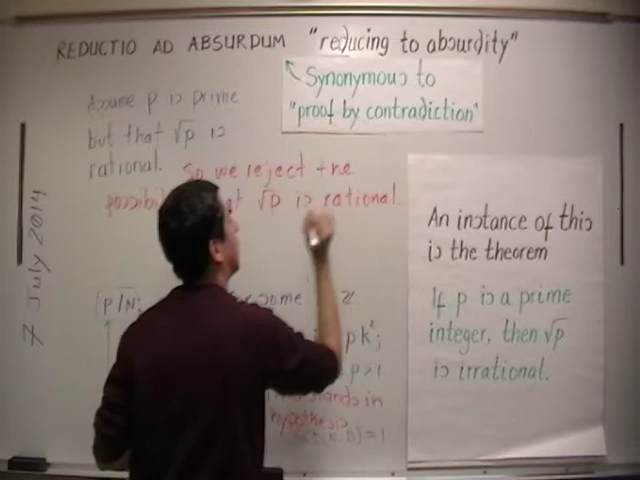 REDUCTIO AD ABSURDUM "reducing to absurdity"
Synonymous to
"proof by contradiction"
Assume p is prime
but that √p is
rational. So we reject the
√p is rational.
An instance of this
is the theorem
If p is a prime
integer, then √p
is irrational.
7 July 2014
P/N;
some
pk²;
p>1
in
hypothesis
=1